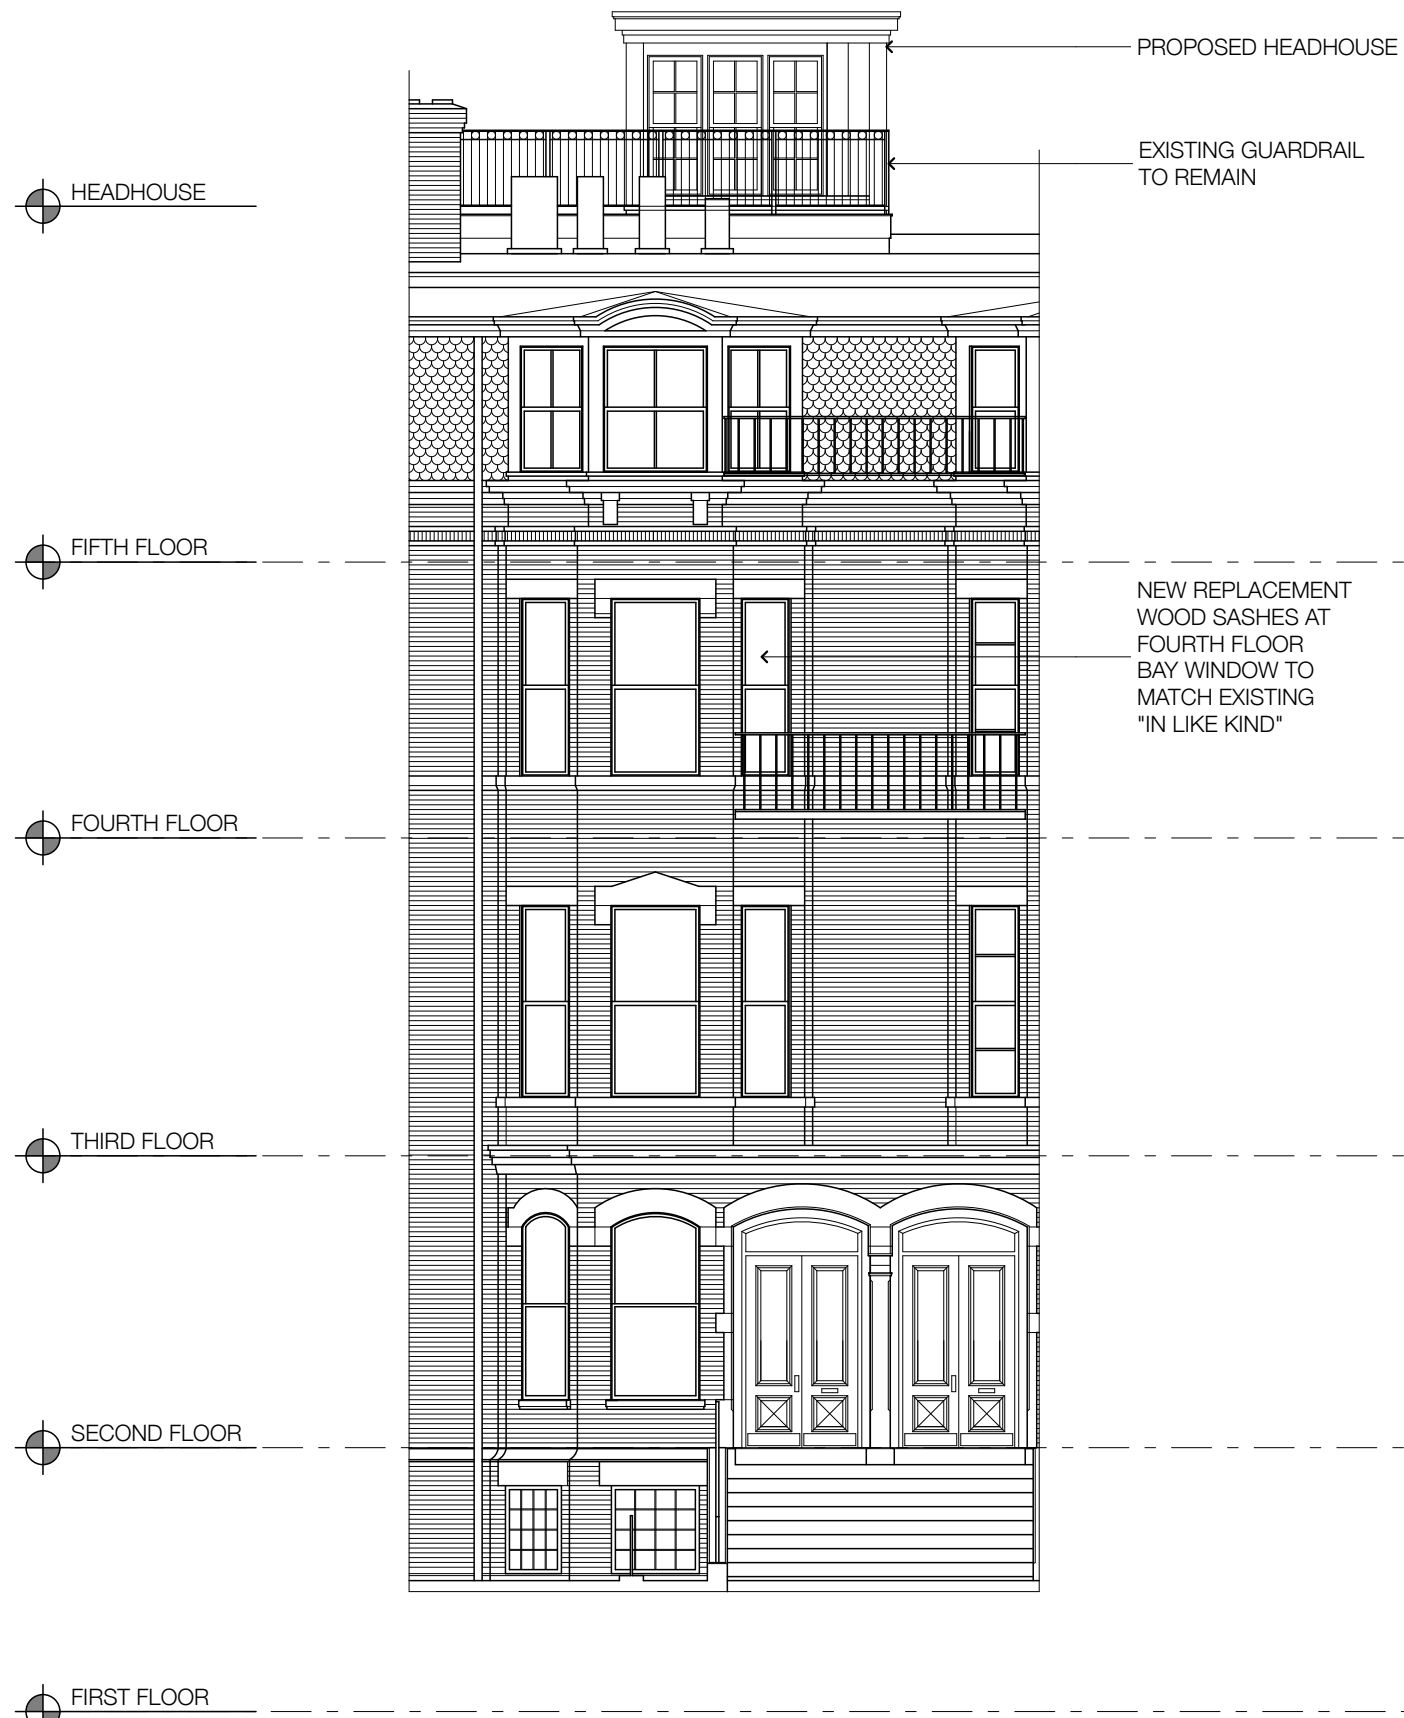 PROPOSED HEADHOUSE
EXISTING GUARDRAIL
TO REMAIN
HEADHOUSE
FIFTH FLOOR
NEW REPLACEMENT
WOOD SASHES AT
FOURTH FLOOR
BAY WINDOW TO
MATCH EXISTING
"IN LIKE KIND"
FOURTH FLOOR
THIRD FLOOR
SECOND FLOOR
FIRST FLOOR